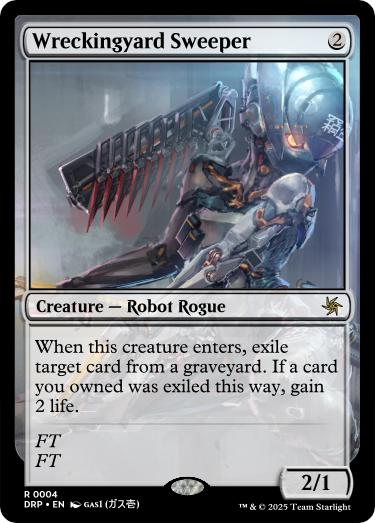 Wreckingyard Sweeper 2
Creature — Robot Rogue
When this creature enters, exile
target card from a graveyard. If a card
you owned was exiled this way, gain
2 life.
FT
FT
2/1
R 0004
DRP • EN GAS1 (ガス壱)
™ & © 2025 Team Starlight